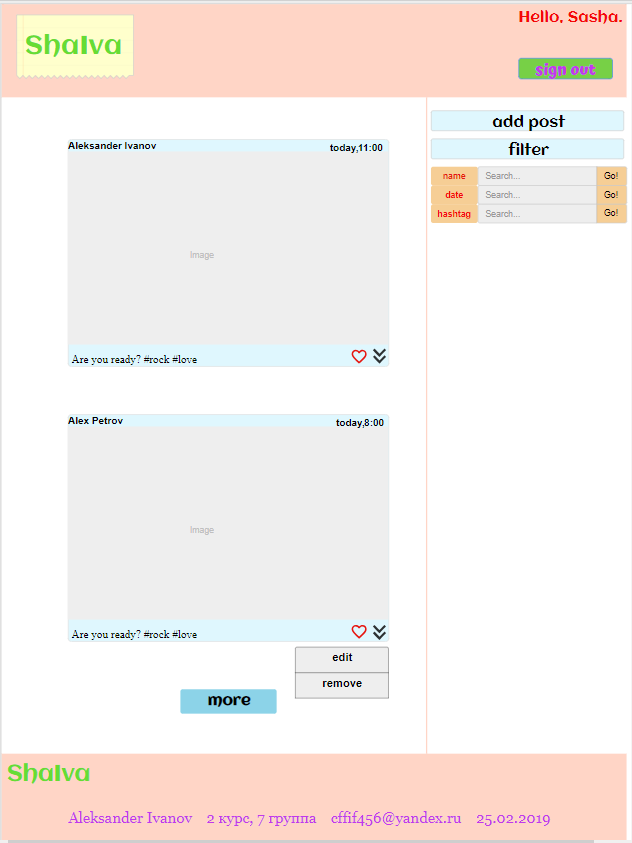 Hello, Sasha.
Shalva
sign out
add post
filter
name Search... Go!
date Search... Go!
hashtag Search... Go!
Aleksander Ivanov today,11:00
Image
Are you ready? #rock #love
Alex Petrov today,8:00
Image
Are you ready? #rock #love
edit
remove
more
Shalva
Aleksander Ivanov 2 курс, 7 группа cffif456@yandex.ru 25.02.2019